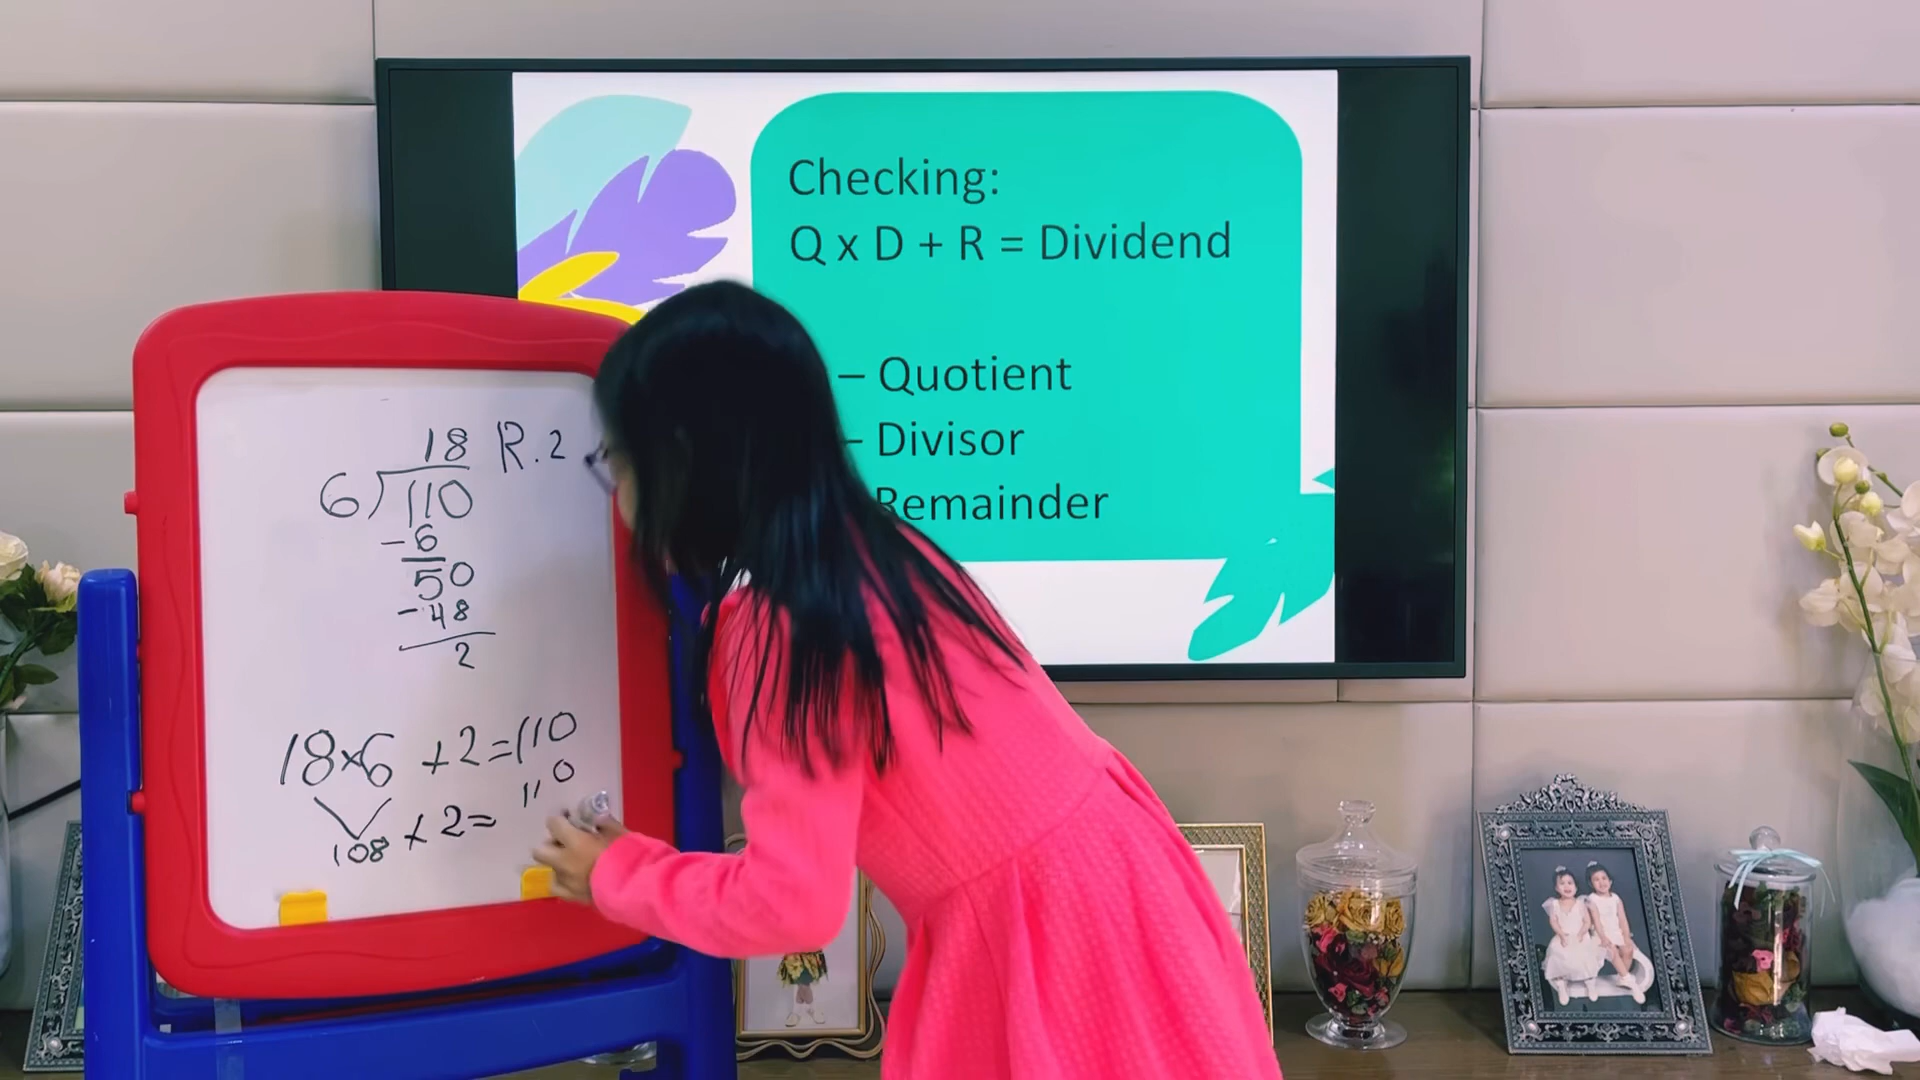 Checking:
Q x D + R = Dividend
– Quotient
– Divisor
Remainder
18 R.2
6)110
-6
50
-48
2
18x6 +2=110
108 +2= 110